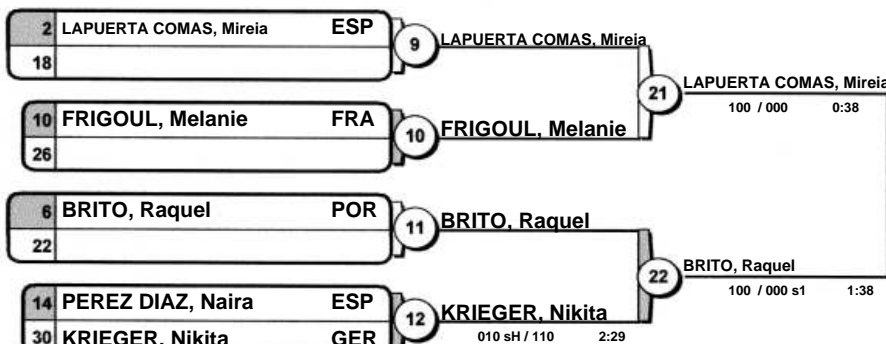 2 LAPUERTA COMAS, Mireia ESP
18
9
LAPUERTA COMAS, Mireia
10 FRIGOUL, Melanie FRA
26
10
FRIGOUL, Melanie
21
LAPUERTA COMAS, Mireia
100 / 000 0:38
6 BRITO, Raquel POR
22
11
BRITO, Raquel
14 PEREZ DIAZ, Naira ESP
30 KRIEGER, Nikita GER
12
KRIEGER, Nikita
010 sH / 110 2:29
22
BRITO, Raquel
100 / 000 s1 1:38